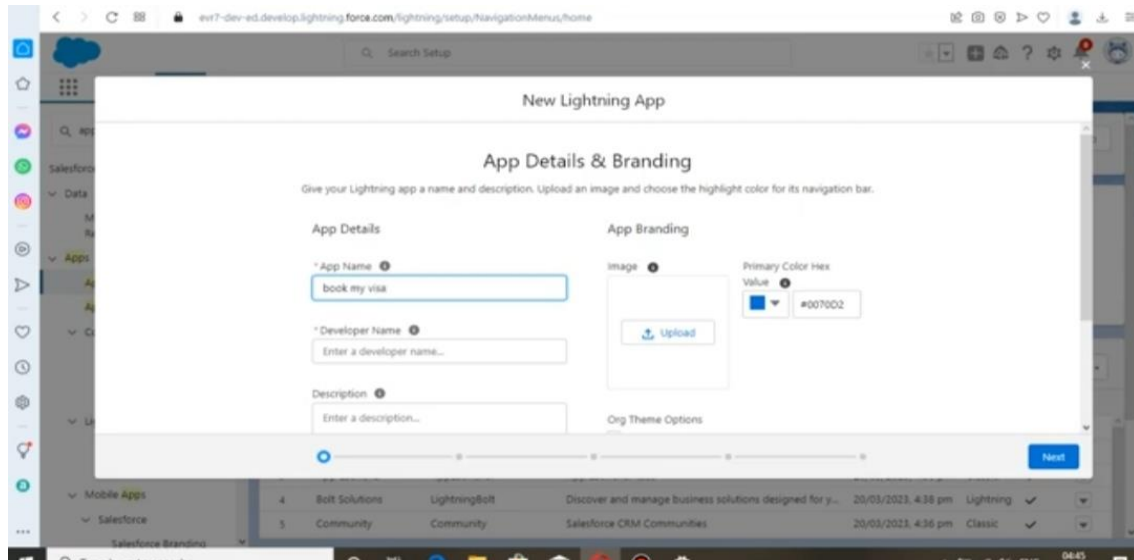 evr7-dev-ed.develop.lightning.force.com/lightning/setup/NavigationMenus/home
Search Setup
New Lightning App
App Details & Branding
Give your Lightning app a name and description. Upload an image and choose the highlight color for its navigation bar.
App Details
App Branding
* App Name
book my visa
Image
Primary Color Hex
Value
#0070D2
Upload
* Developer Name
Enter a developer name...
Description
Enter a description...
Org Theme Options
Next
app
Data
Apps
Mobile Apps
Salesforce
Salesforce Branding
4 Bolt Solutions LightningBolt Discover and manage business solutions designed for y... 20/03/2023, 4:38 pm Lightning
5 Community Community Salesforce CRM Communities 20/03/2023, 4:36 pm Classic
04:45